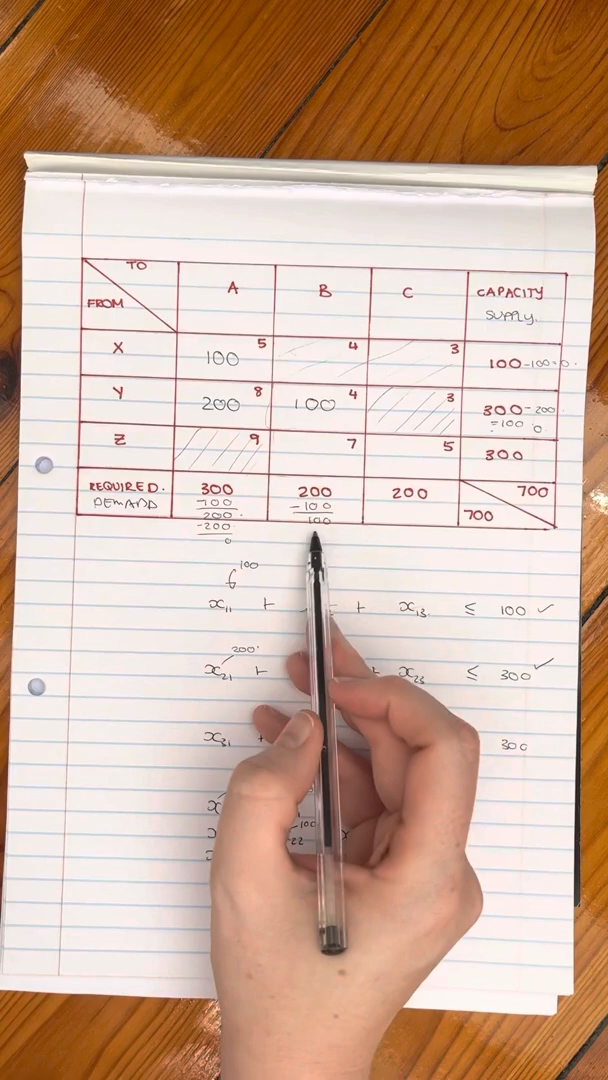 TO
FROM A B C CAPACITY
SUPPLY.
X 5 100 4 3 100-100=0.
Y 8 200 4 100 3 300-200
=100 0
Z 9 7 5 300
REQUIRED. 300 200 200 700
DEMAND 100 -100 700
200 100
-200
0
100
x₁₁ + + x₁₃ ≤ 100 ✓
200
x₂₁ + + x₂₃ ≤ 300 ✓
x₃₁ + 300
x
x 100 22 x